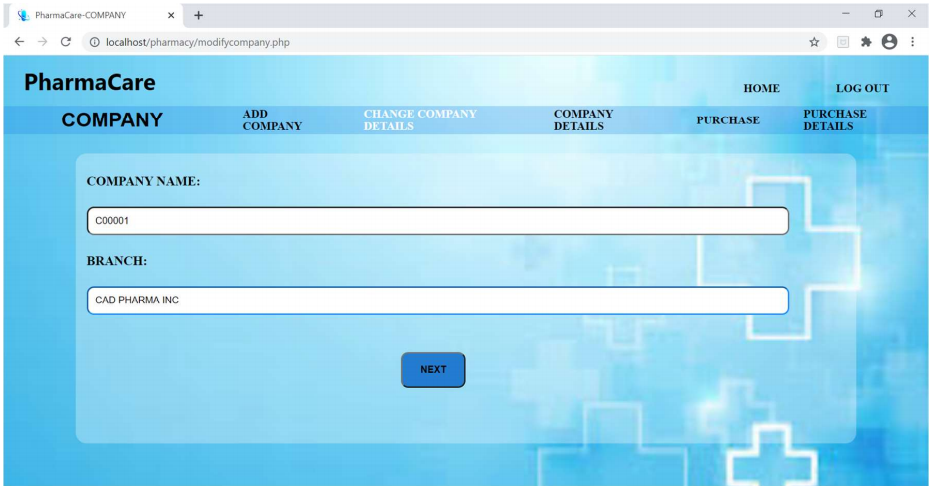 PharmaCare-COMPANY
localhost/pharmacy/modifycompany.php
PharmaCare
HOME LOG OUT
COMPANY
ADD COMPANY
CHANGE COMPANY DETAILS
COMPANY DETAILS
PURCHASE
PURCHASE DETAILS
COMPANY NAME:
C00001
BRANCH:
CAD PHARMA INC
NEXT